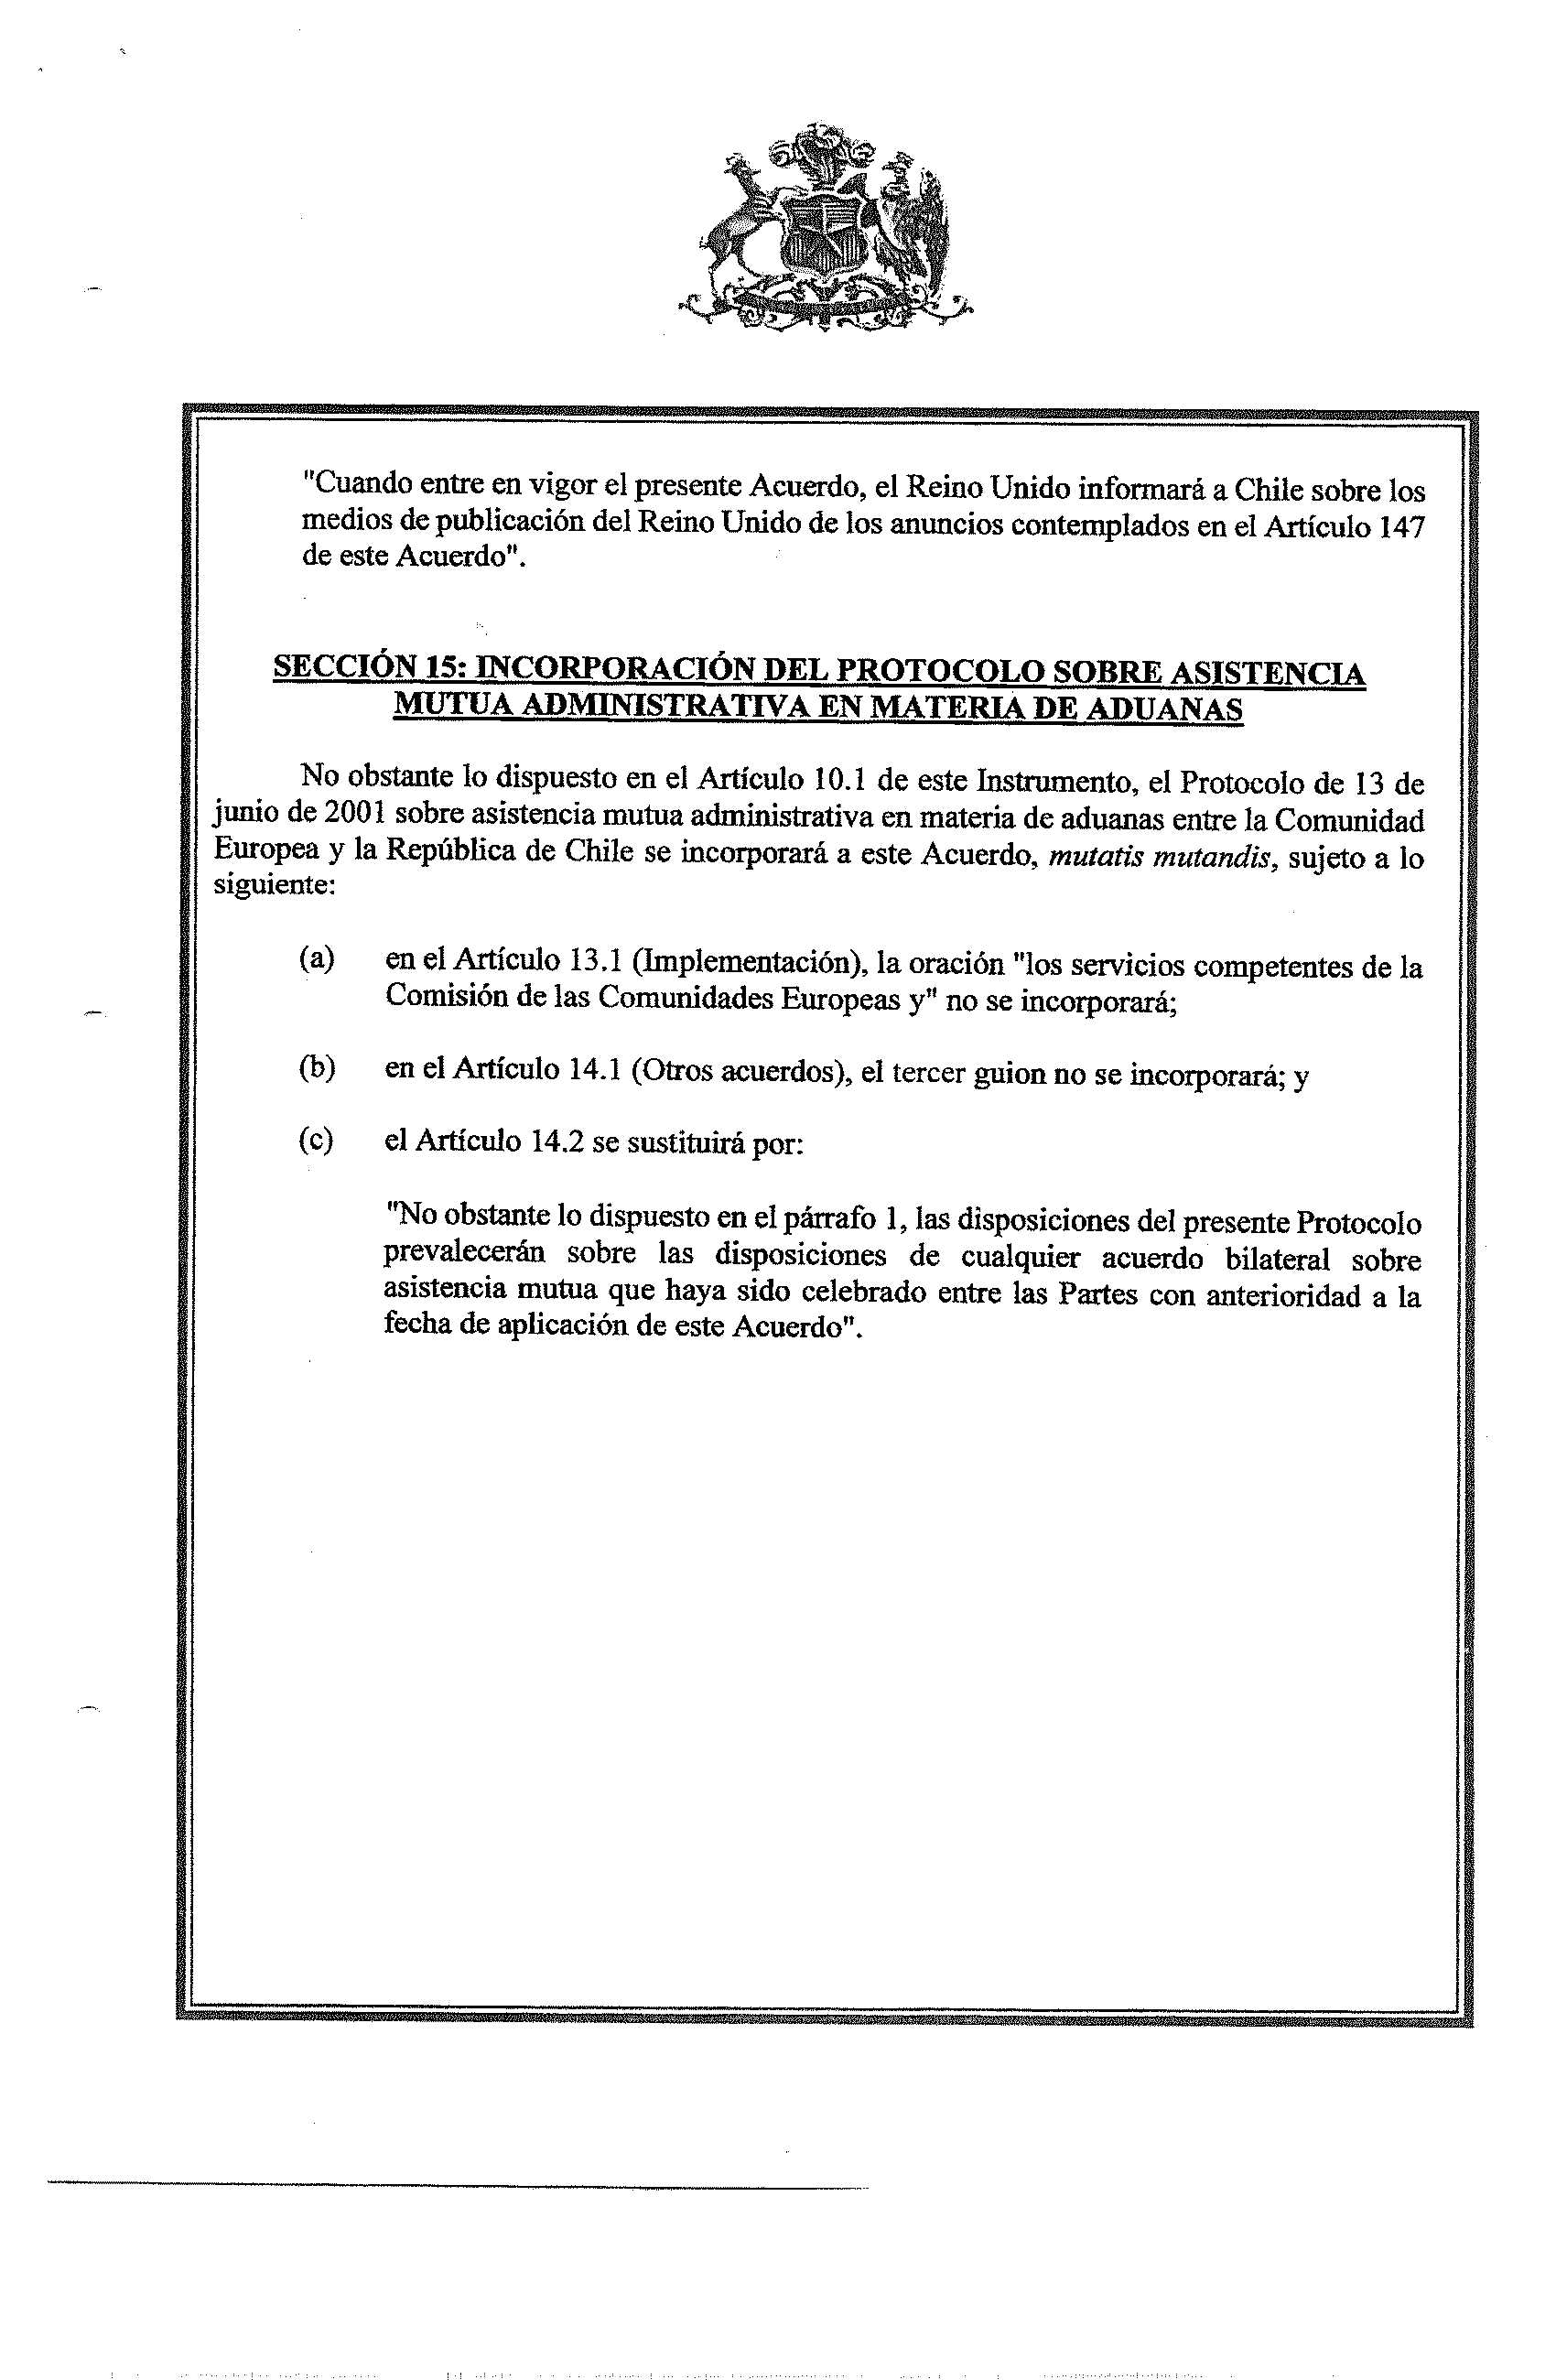 "Cuando entre en vigor el presente Acuerdo, el Reino Unido informará a Chile sobre los
medios de publicación del Reino Unido de los anuncios contemplados en el Artículo 147
de este Acuerdo".
SECCIÓN 15: INCORPORACIÓN DEL PROTOCOLO SOBRE ASISTENCIA
MUTUA ADMINISTRATIVA EN MATERIA DE ADUANAS
No obstante lo dispuesto en el Artículo 10.1 de este Instrumento, el Protocolo de 13 de
junio de 2001 sobre asistencia mutua administrativa en materia de aduanas entre la Comunidad
Europea y la República de Chile se incorporará a este Acuerdo, mutatis mutandis, sujeto a lo
siguiente:
(a) en el Artículo 13.1 (Implementación), la oración "los servicios competentes de la
Comisión de las Comunidades Europeas y" no se incorporará;
(b) en el Artículo 14.1 (Otros acuerdos), el tercer guion no se incorporará; y
(c) el Artículo 14.2 se sustituirá por:
"No obstante lo dispuesto en el párrafo 1, las disposiciones del presente Protocolo
prevalecerán sobre las disposiciones de cualquier acuerdo bilateral sobre
asistencia mutua que haya sido celebrado entre las Partes con anterioridad a la
fecha de aplicación de este Acuerdo".